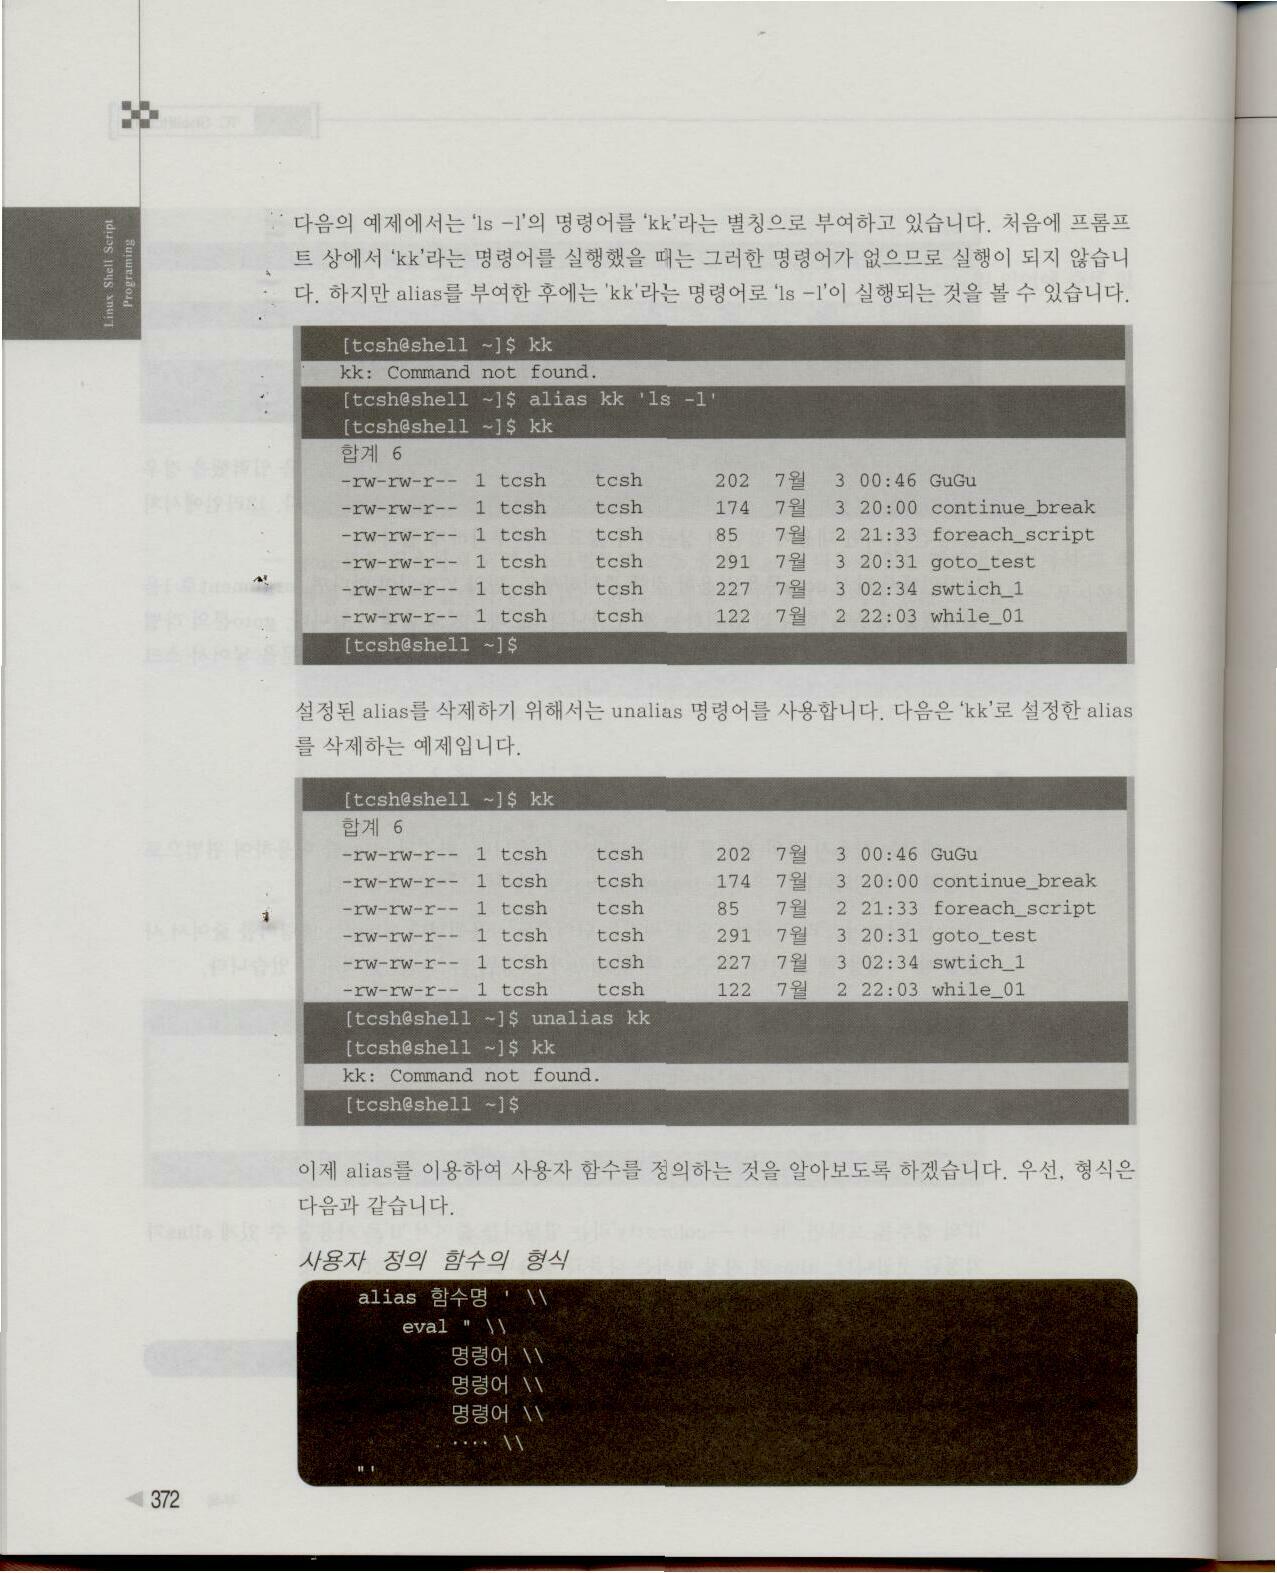 Linux Shell Script
Programing
다음의 예제에서는 'ls -l'의 명령어를 'kk'라는 별칭으로 부여하고 있습니다. 처음에 프롬프
트 상에서 'kk'라는 명령어를 실행했을 때는 그러한 명령어가 없으므로 실행이 되지 않습니
다. 하지만 alias를 부여한 후에는 'kk'라는 명령어로 'ls -l'이 실행되는 것을 볼 수 있습니다.
[tcsh@shell ~]$ kk
kk: Command not found.
[tcsh@shell ~]$ alias kk 'ls -l'
[tcsh@shell ~]$ kk
합계 6
-rw-rw-r-- 1 tcsh tcsh 202 7월 3 00:46 GuGu
-rw-rw-r-- 1 tcsh tcsh 174 7월 3 20:00 continue_break
-rw-rw-r-- 1 tcsh tcsh 85 7월 2 21:33 foreach_script
-rw-rw-r-- 1 tcsh tcsh 291 7월 3 20:31 goto_test
-rw-rw-r-- 1 tcsh tcsh 227 7월 3 02:34 swtich_1
-rw-rw-r-- 1 tcsh tcsh 122 7월 2 22:03 while_01
[tcsh@shell ~]$
설정된 alias를 삭제하기 위해서는 unalias 명령어를 사용합니다. 다음은 'kk'로 설정한 alias
를 삭제하는 예제입니다.
[tcsh@shell ~]$ kk
합계 6
-rw-rw-r-- 1 tcsh tcsh 202 7월 3 00:46 GuGu
-rw-rw-r-- 1 tcsh tcsh 174 7월 3 20:00 continue_break
-rw-rw-r-- 1 tcsh tcsh 85 7월 2 21:33 foreach_script
-rw-rw-r-- 1 tcsh tcsh 291 7월 3 20:31 goto_test
-rw-rw-r-- 1 tcsh tcsh 227 7월 3 02:34 swtich_1
-rw-rw-r-- 1 tcsh tcsh 122 7월 2 22:03 while_01
[tcsh@shell ~]$ unalias kk
[tcsh@shell ~]$ kk
kk: Command not found.
[tcsh@shell ~]$
이제 alias를 이용하여 사용자 함수를 정의하는 것을 알아보도록 하겠습니다. 우선, 형식은
다음과 같습니다.
사용자 정의 함수의 형식
alias 함수명 ' \\
eval " \\
명령어 \\
명령어 \\
명령어 \\
···· \\
"'
372